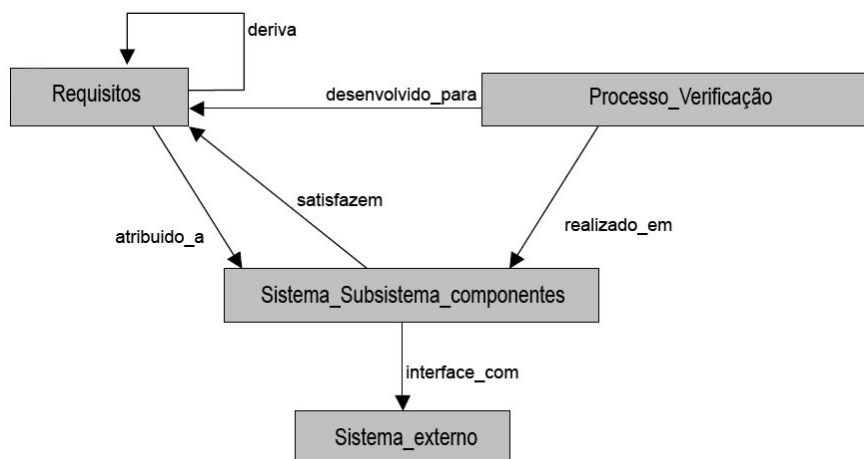 deriva
Requisitos
desenvolvido_para
Processo_Verificação
satisfazem
atribuido_a
realizado_em
Sistema_Subsistema_componentes
interface_com
Sistema_externo